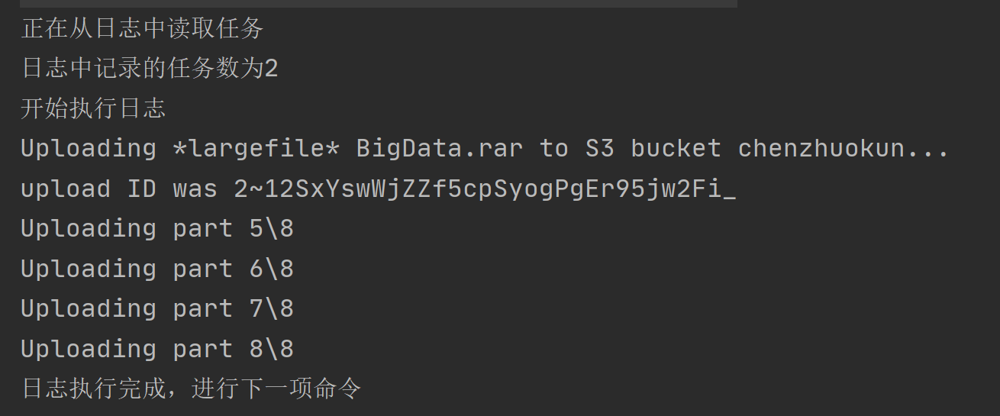 正在从日志中读取任务
日志中记录的任务数为2
开始执行日志
Uploading *largefile* BigData.rar to S3 bucket chenzhuokun...
upload ID was 2~12SxYswWjZZf5cpSyogPgEr95jw2Fi_
Uploading part 5\8
Uploading part 6\8
Uploading part 7\8
Uploading part 8\8
日志执行完成，进行下一项命令